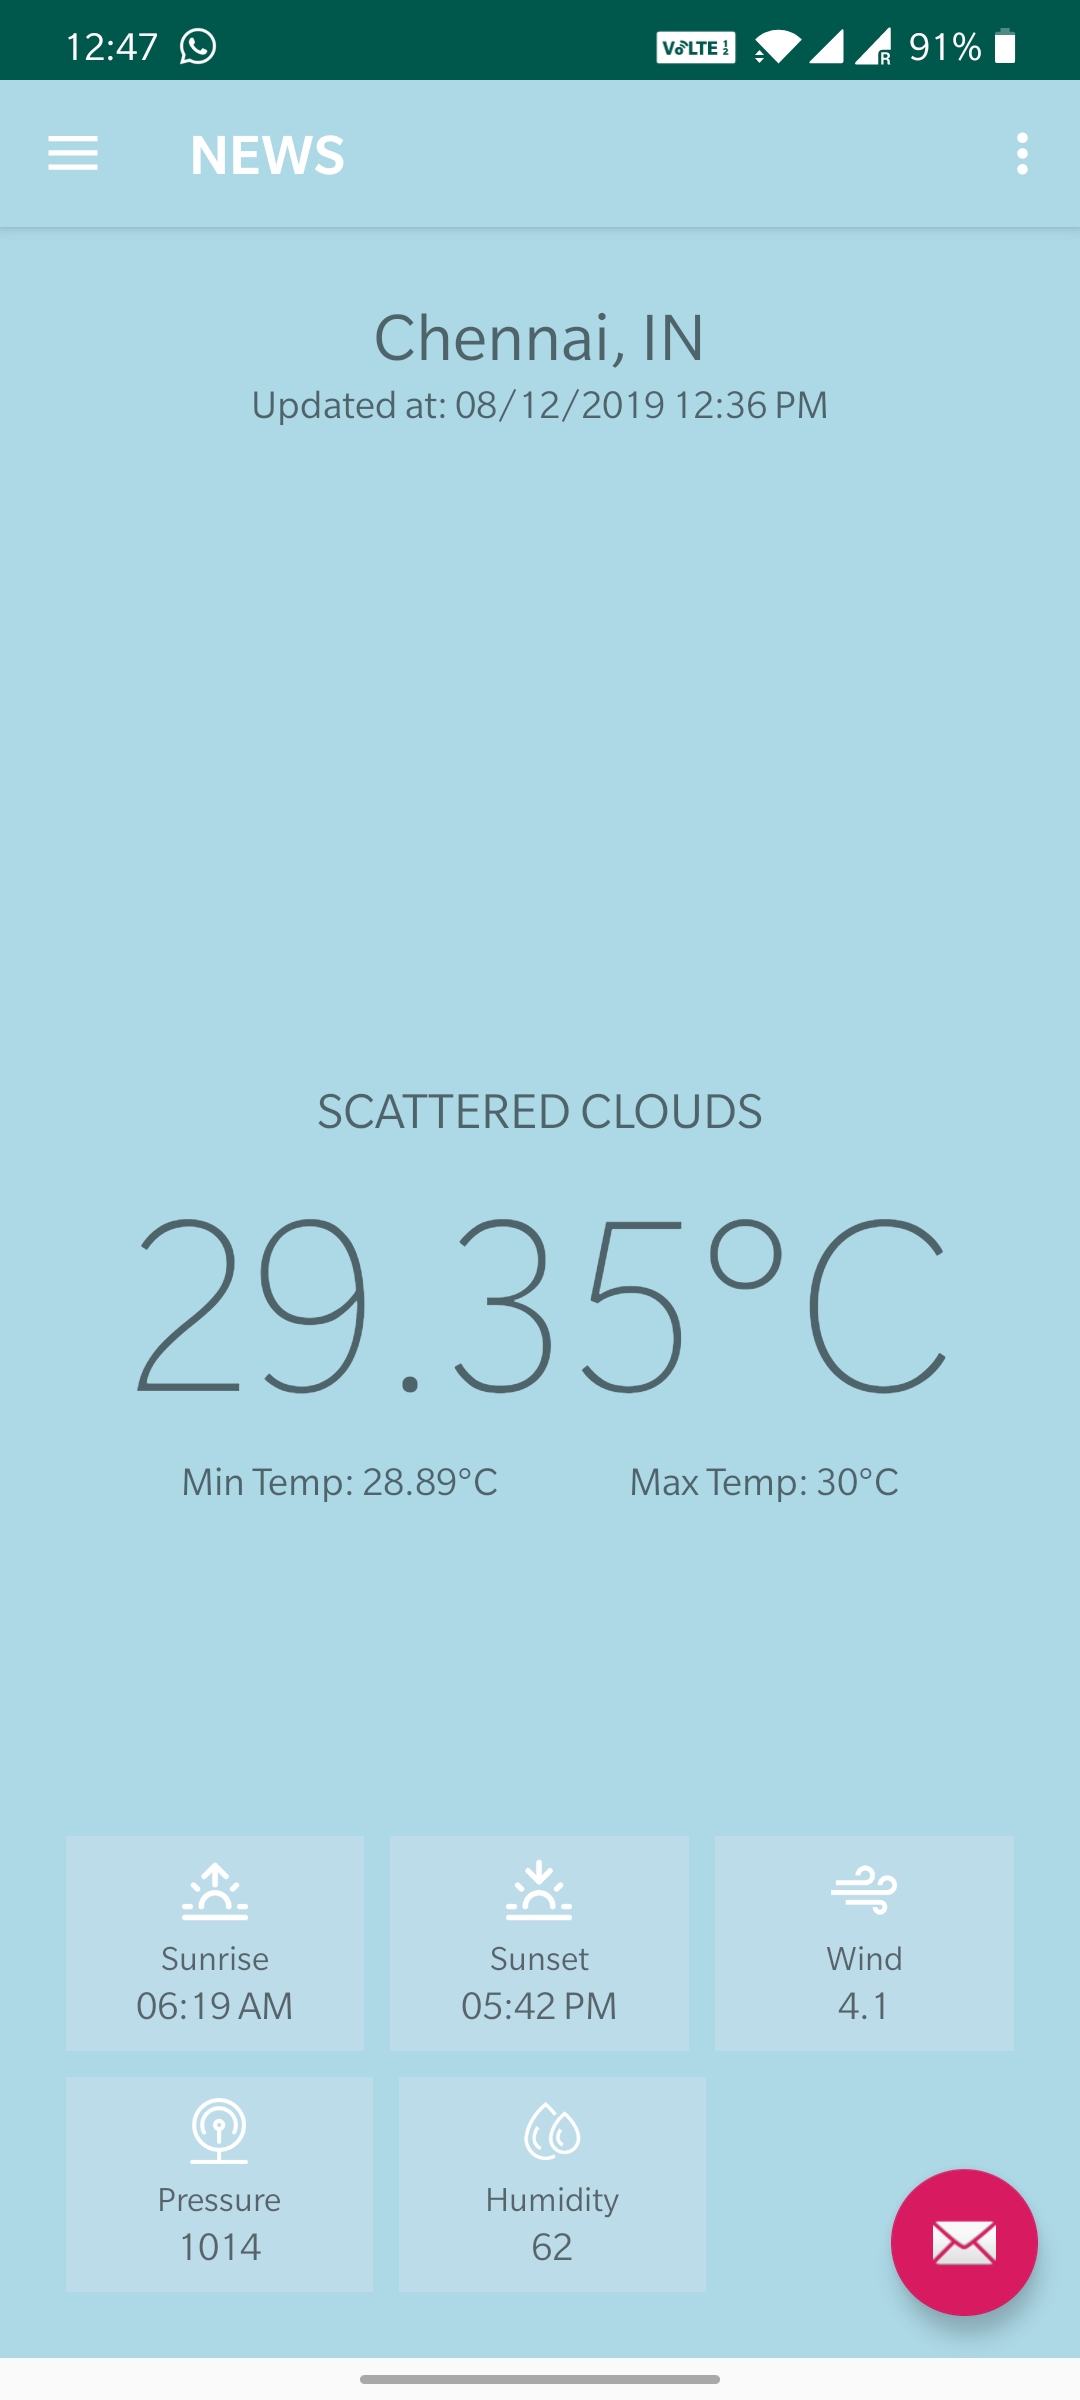 12:47 VoLTE 1 2 R 91%
NEWS
Chennai, IN
Updated at: 08/12/2019 12:36 PM
SCATTERED CLOUDS
29.35°C
Min Temp: 28.89°C Max Temp: 30°C
Sunrise Sunset Wind
06:19 AM 05:42 PM 4.1
Pressure Humidity
1014 62